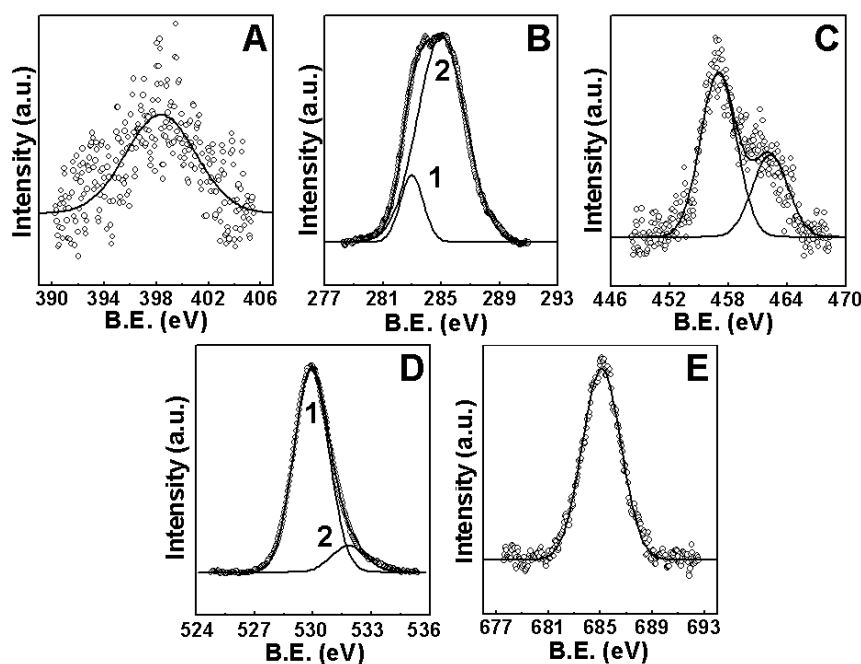 A
Intensity (a.u.)
390 394 398 402 406
B.E. (eV)
B
2
1
Intensity (a.u.)
277 281 285 289 293
B.E. (eV)
C
Intensity (a.u.)
446 452 458 464 470
B.E. (eV)
D
1
2
Intensity (a.u.)
524 527 530 533 536
B.E. (eV)
E
Intensity (a.u.)
677 681 685 689 693
B.E. (eV)